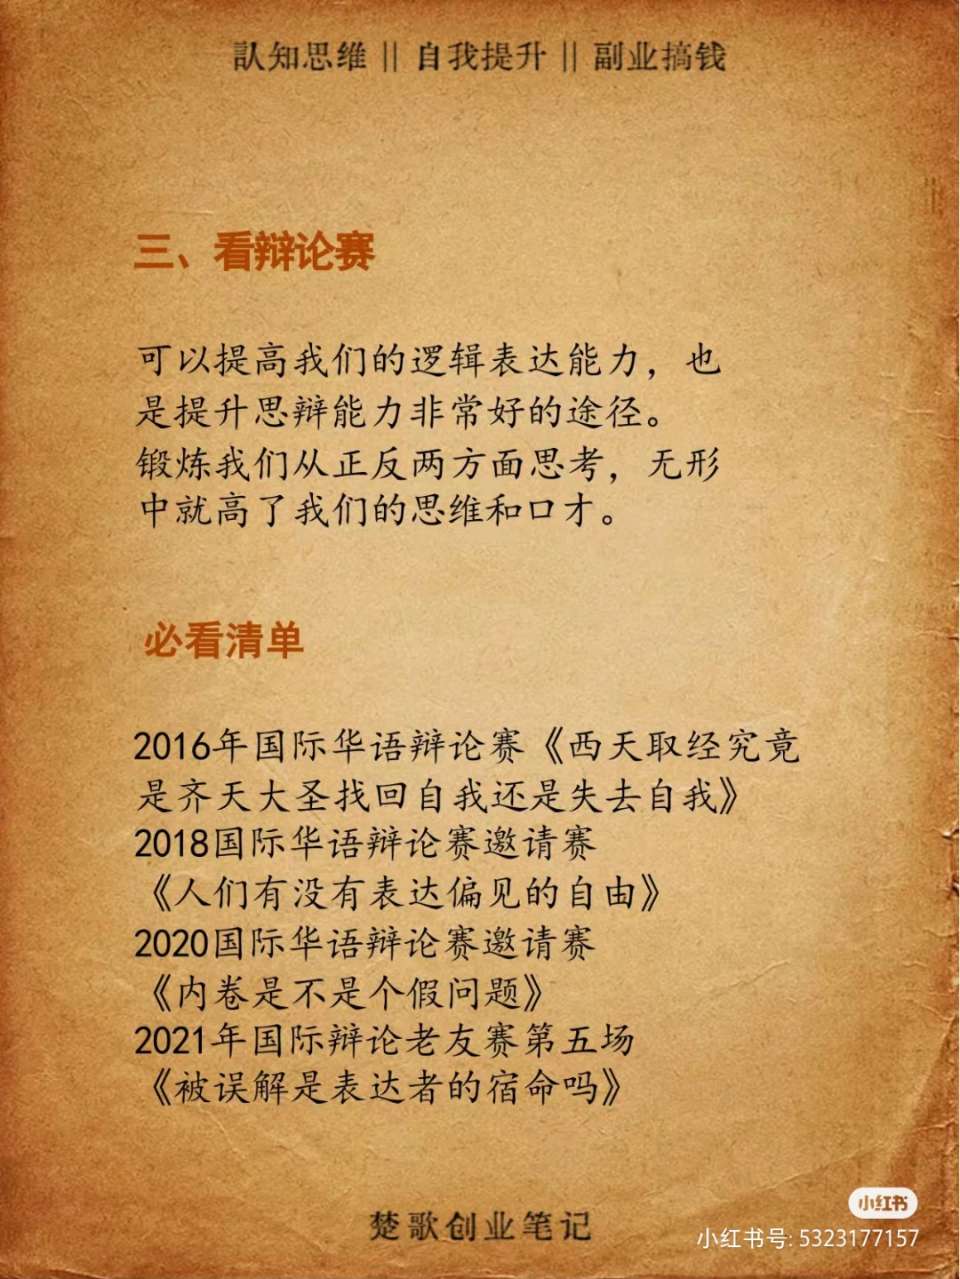 認知思维 || 自我提升 || 副业搞钱
三、看辩论赛
可以提高我们的逻辑表达能力，也
是提升思辩能力非常好的途径。
锻炼我们从正反两方面思考，无形
中就高了我们的思维和口才。
必看清单
2016年国际华语辩论赛《西天取经究竟
是齐天大圣找回自我还是失去自我》
2018国际华语辩论赛邀请赛
《人们有没有表达偏见的自由》
2020国际华语辩论赛邀请赛
《内卷是不是个假问题》
2021年国际辩论老友赛第五场
《被误解是表达者的宿命吗》
楚歌创业笔记
小红书
小红书号: 5323177157